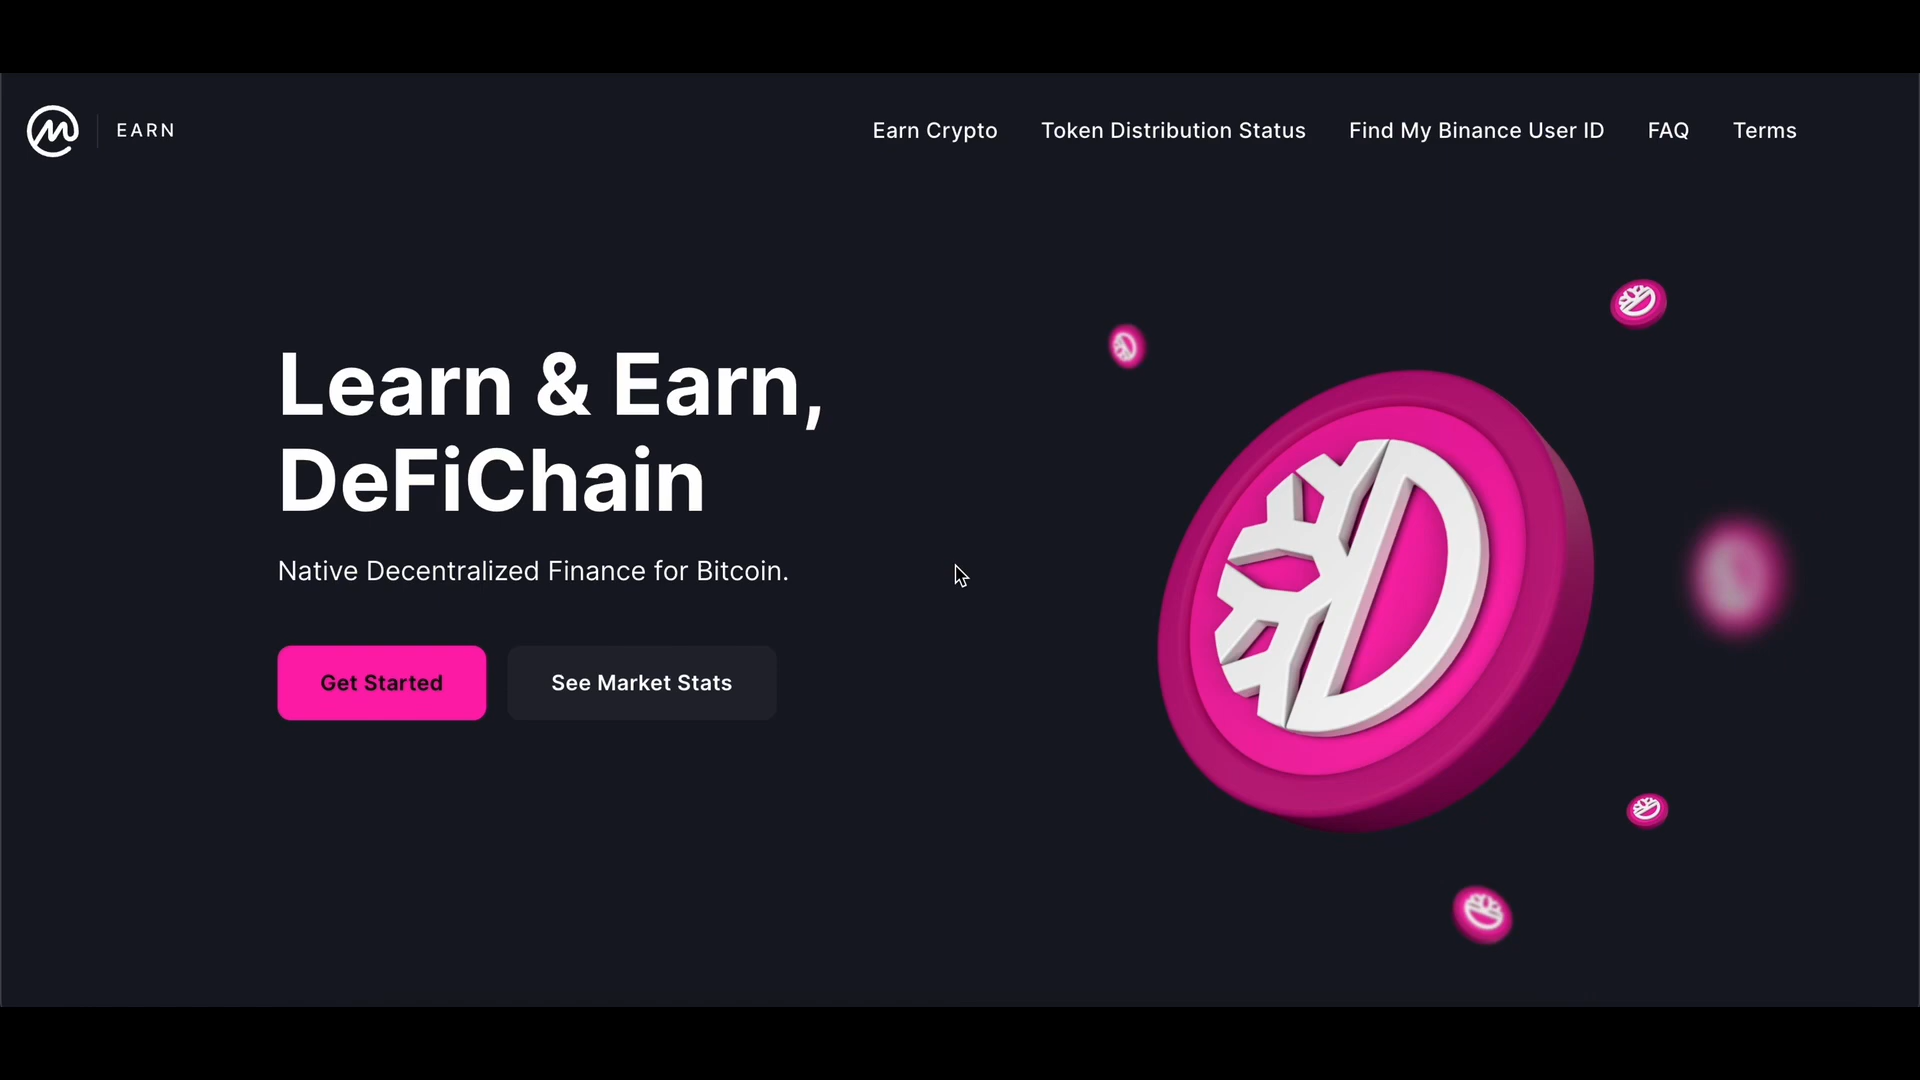 EARN
Earn Crypto
Token Distribution Status
Find My Binance User ID
FAQ
Terms
Learn & Earn,
DeFiChain
Native Decentralized Finance for Bitcoin.
Get Started
See Market Stats